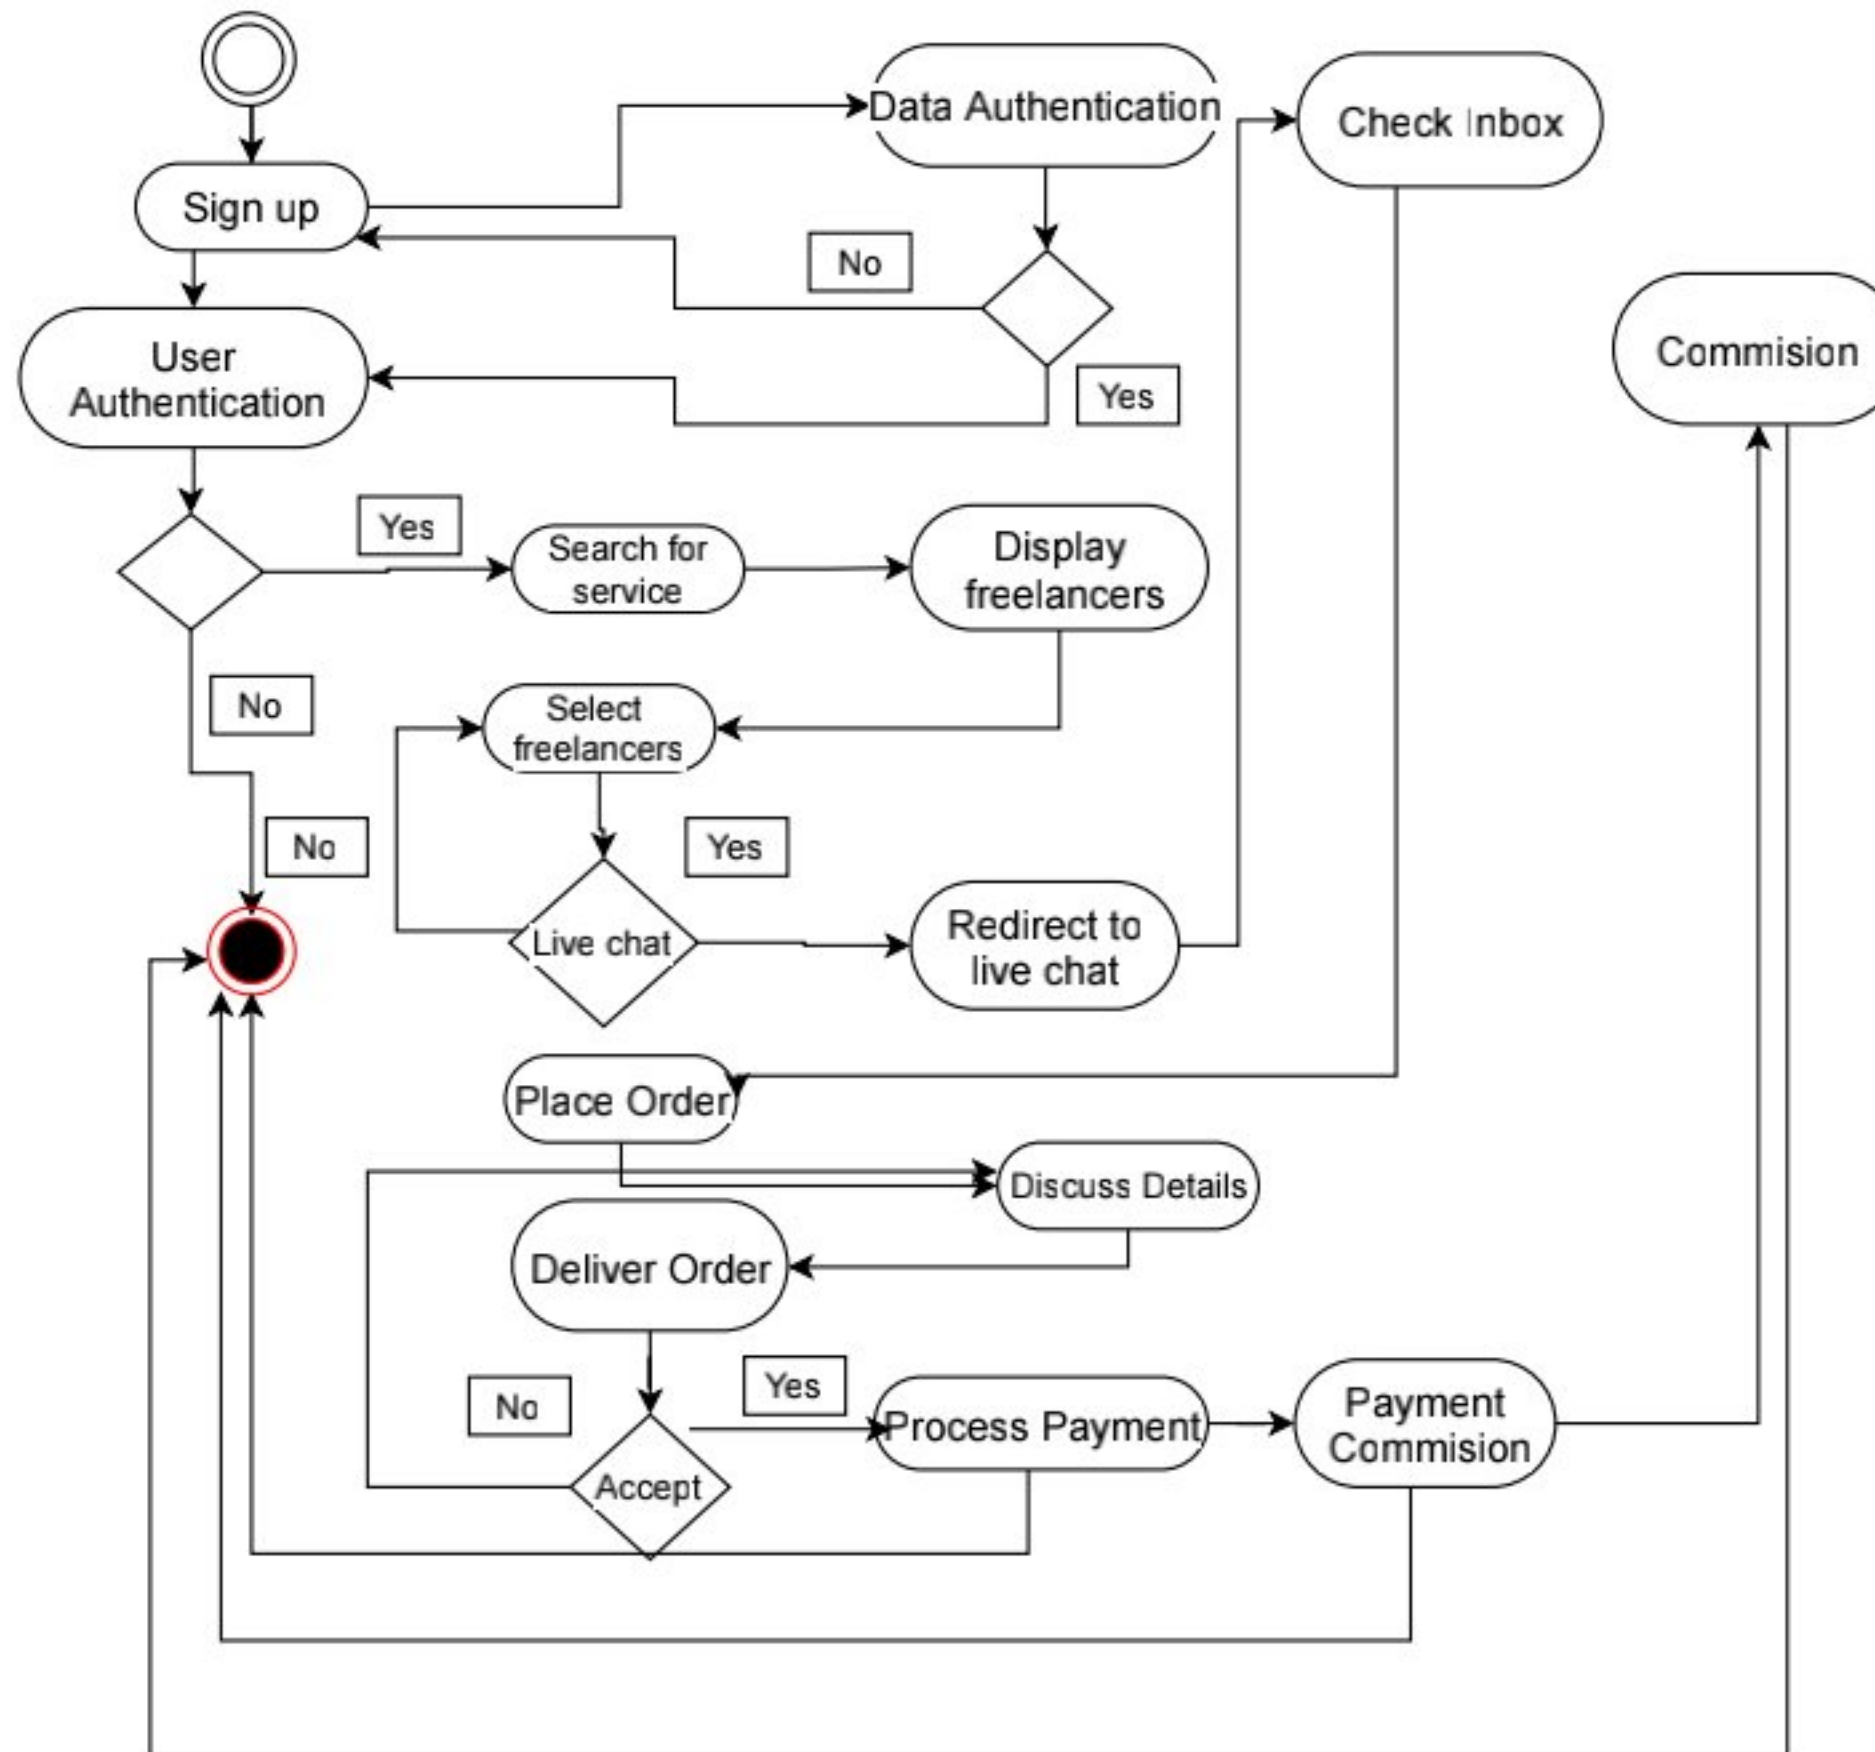 Data Authentication
Check Inbox
Sign up
No
User
Authentication
Yes
Commision
Yes
Search for
service
Display
freelancers
No
Select
freelancers
No
Yes
Live chat
Redirect to
live chat
Place Order
Discuss Details
Deliver Order
No
Yes
Process Payment
Payment
Commision
Accept